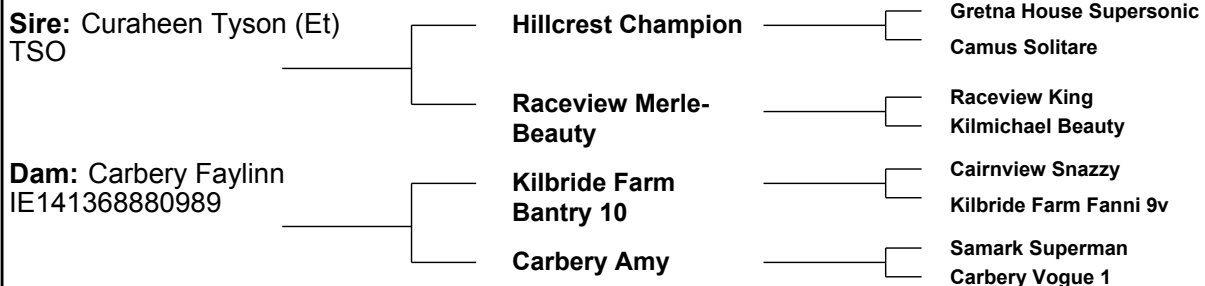 Sire: Curaheen Tyson (Et)
TSO
Hillcrest Champion
Gretna House Supersonic
Camus Solitare
Raceview Merle-
Beauty
Raceview King
Kilmichael Beauty
Dam: Carbery Faylinn
IE141368880989
Kilbride Farm
Bantry 10
Cairnview Snazzy
Kilbride Farm Fanni 9v
Carbery Amy
Samark Superman
Carbery Vogue 1